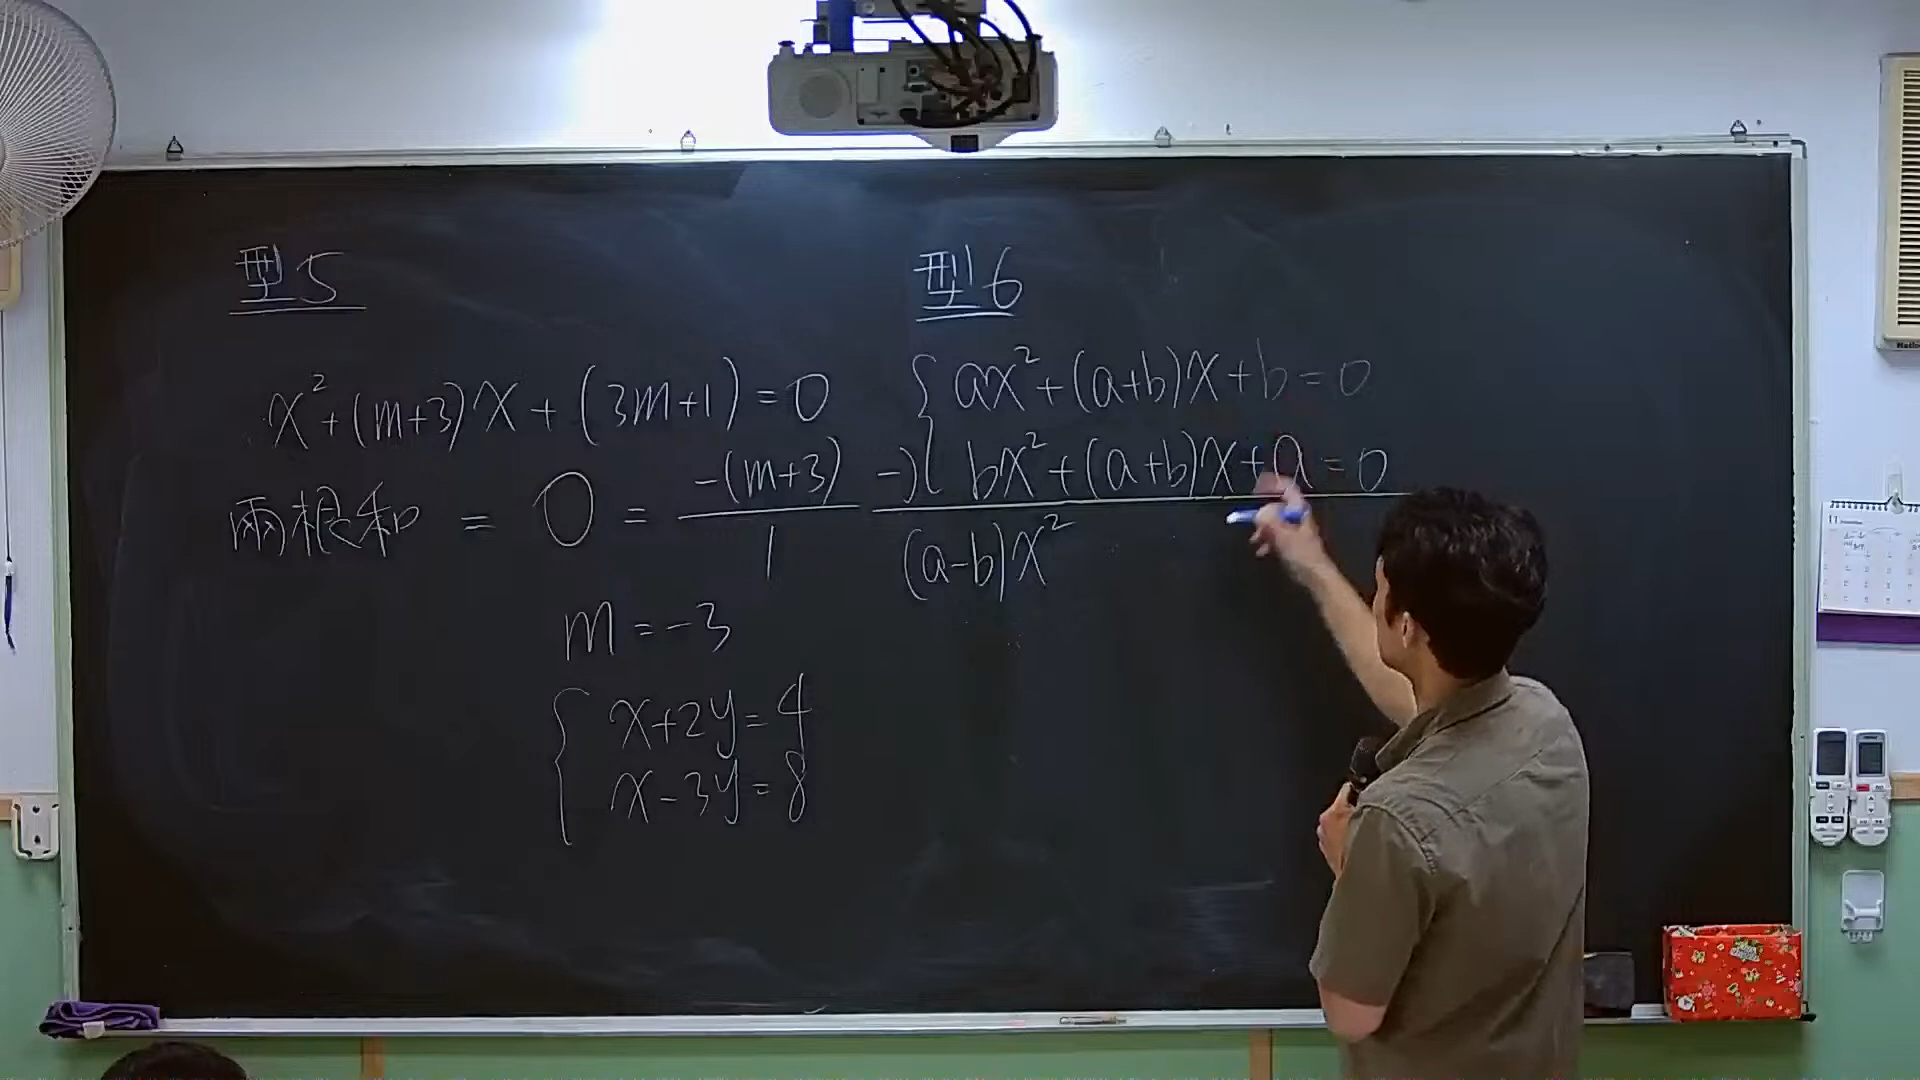 型5
x²+(m+3)x+(3m+1)=0
兩根和 = 0 = -(m+3)/1
m=-3
{ x+2y=4
x-3y=8
型6
{ ax²+(a+b)x+b=0
-) bx²+(a+b)x+a=0
(a-b)x²
11